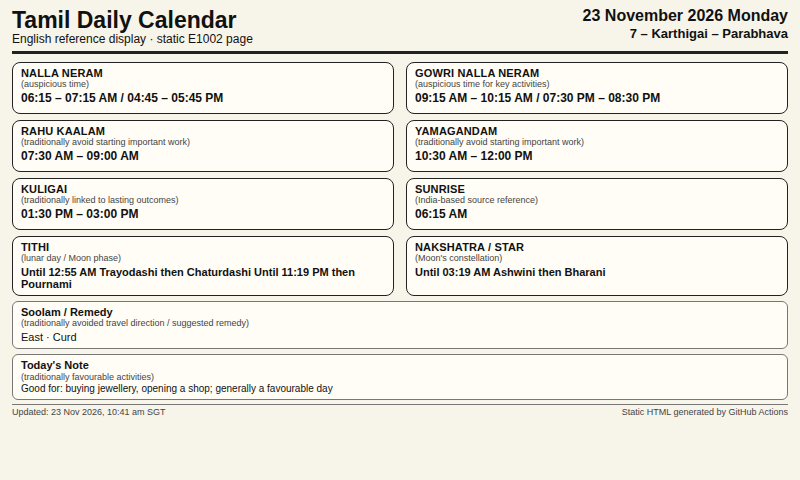 Tamil Daily Calendar
English reference display · static E1002 page
23 November 2026 Monday
7 – Karthigai – Parabhava
NALLA NERAM
(auspicious time)
06:15 – 07:15 AM / 04:45 – 05:45 PM
GOWRI NALLA NERAM
(auspicious time for key activities)
09:15 AM – 10:15 AM / 07:30 PM – 08:30 PM
RAHU KAALAM
(traditionally avoid starting important work)
07:30 AM – 09:00 AM
YAMAGANDAM
(traditionally avoid starting important work)
10:30 AM – 12:00 PM
KULIGAI
(traditionally linked to lasting outcomes)
01:30 PM – 03:00 PM
SUNRISE
(India-based source reference)
06:15 AM
TITHI
(lunar day / Moon phase)
Until 12:55 AM Trayodashi then Chaturdashi Until 11:19 PM then
Pournami
NAKSHATRA / STAR
(Moon's constellation)
Until 03:19 AM Ashwini then Bharani
Soolam / Remedy
(traditionally avoided travel direction / suggested remedy)
East · Curd
Today's Note
(traditionally favourable activities)
Good for: buying jewellery, opening a shop; generally a favourable day
Updated: 23 Nov 2026, 10:41 am SGT
Static HTML generated by GitHub Actions